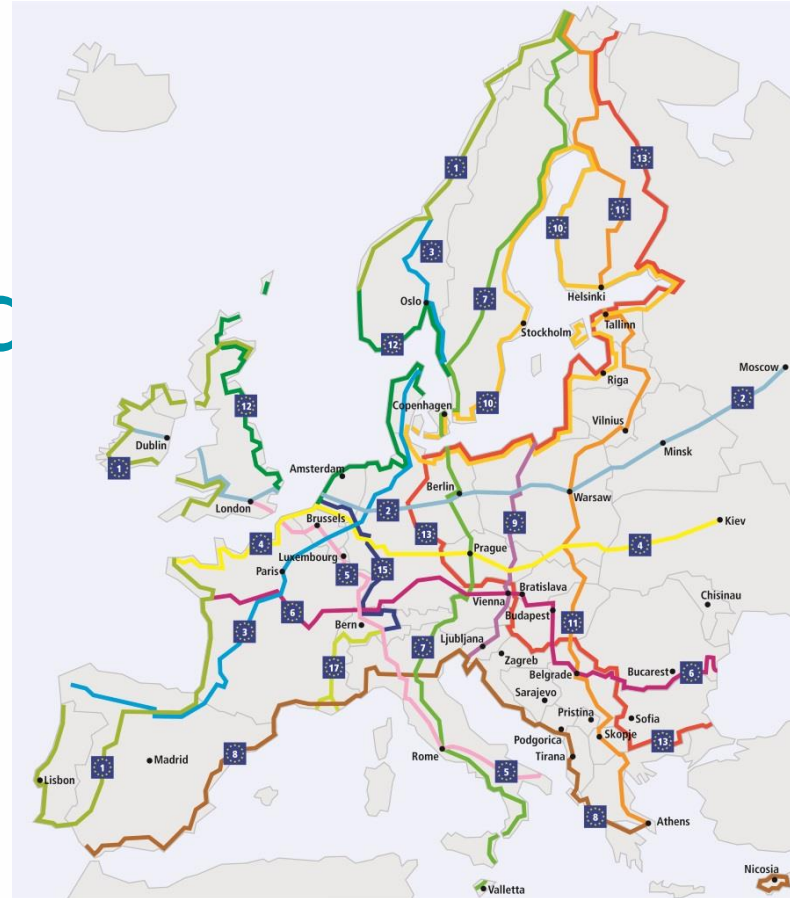 1
13
11
10
3
7
Oslo
Helsinki
Stockholm
Tallinn
12
Moscow
10
Riga
2
12
Copenhagen
Vilnius
Dublin
Minsk
1
Amsterdam
Berlin
London
Warsaw
2
Brussels
9
Kiev
4
13
4
Prague
Luxembourg
5
15
Paris
Bratislava
Vienna
Chisinau
6
Budapest
Bern
3
11
7
Ljubljana
Zagreb
17
Belgrade
Bucarest
6
Sarajevo
Pristina
Sofia
Podgorica
Skopje
13
Rome
8
Madrid
Tirana
1
5
Lisbon
8
Athens
Nicosia
Valletta